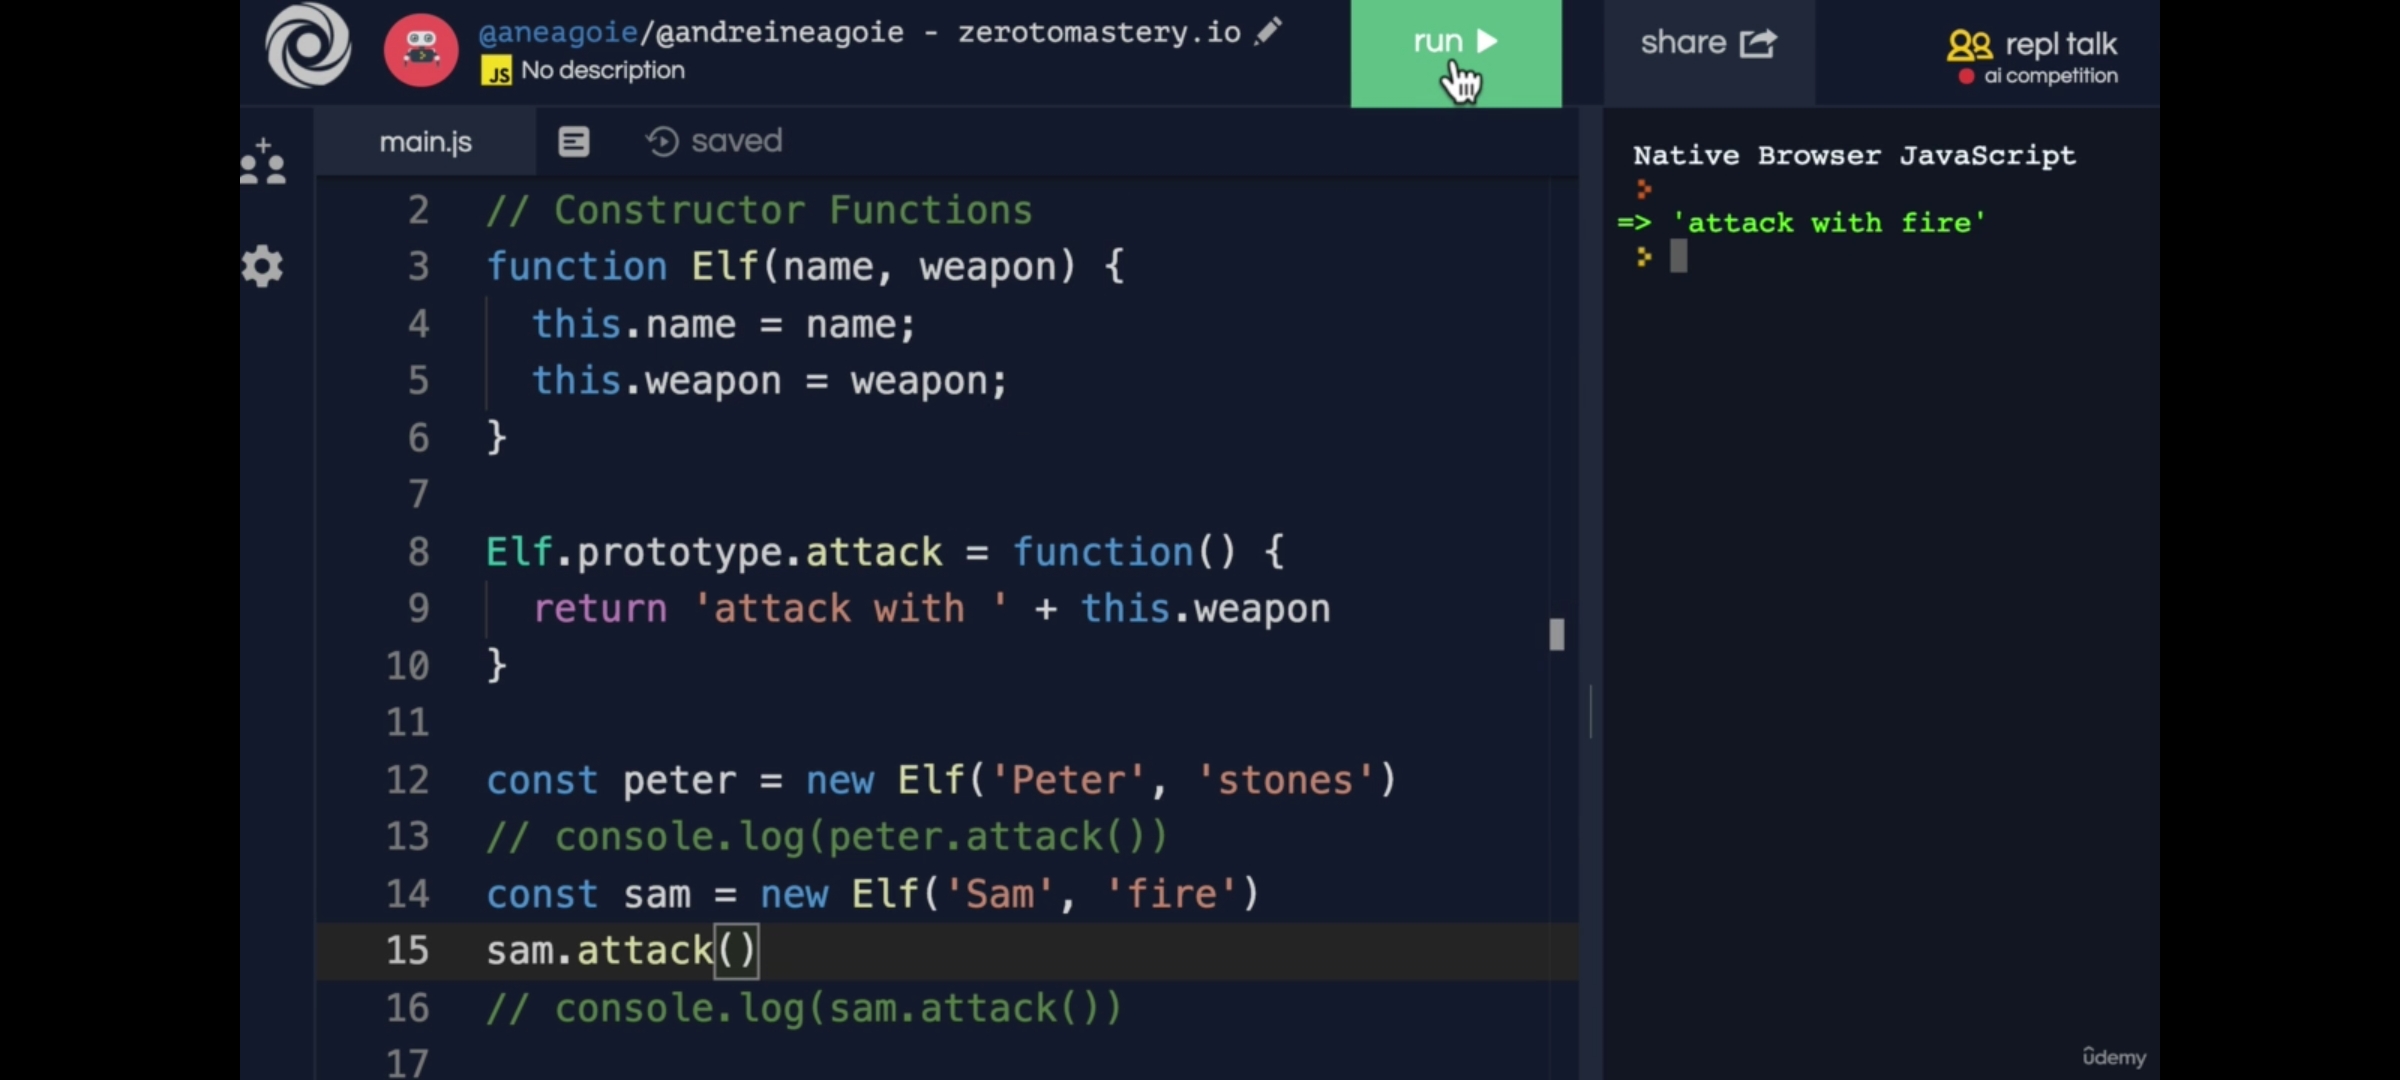 @aneagoie/@andreineagoie - zerotomastery.io
JS No description
run
share
repl talk
ai competition
main.js
saved
2 // Constructor Functions
3 function Elf(name, weapon) {
4 this.name = name;
5 this.weapon = weapon;
6 }
7
8 Elf.prototype.attack = function() {
9 return 'attack with ' + this.weapon
10 }
11
12 const peter = new Elf('Peter', 'stones')
13 // console.log(peter.attack())
14 const sam = new Elf('Sam', 'fire')
15 sam.attack()
16 // console.log(sam.attack())
17
Native Browser JavaScript
=> 'attack with fire'
ûdemy